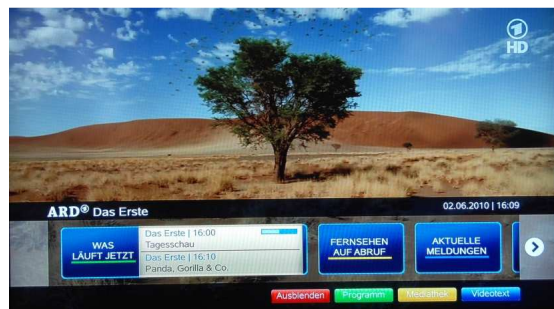 1
HD
ARD Das Erste
02.06.2010 | 16:09
WAS
LÄUFT JETZT
Das Erste | 16:00
Tagesschau
Das Erste | 16:10
Panda, Gorilla & Co.
FERNSEHEN
AUF ABRUF
AKTUELLE
MELDUNGEN
Ausblenden
Programm
Mediathek
Videotext